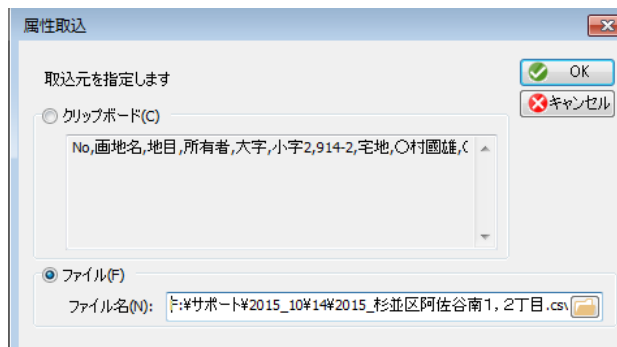 属性取込
取込元を指定します
OK
キャンセル
クリップボード(C)
No,画地名,地目,所有者,大字,小字2,914-2,宅地,〇村國雄,(
ファイル(F)
ファイル名(N): F:¥サポート¥2015_10¥14¥2015_杉並区阿佐谷南1，2丁目.cs